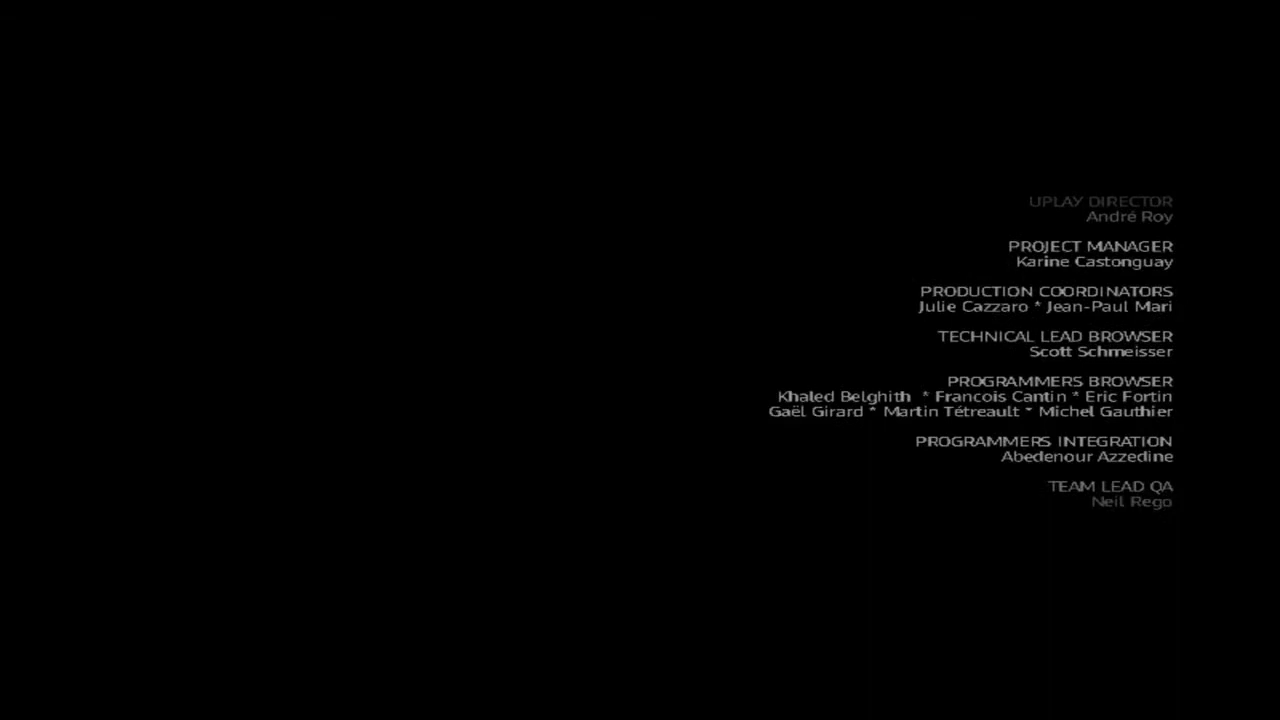 UPLAY DIRECTOR
André Roy
PROJECT MANAGER
Karine Castonguay
PRODUCTION COORDINATORS
Julie Cazzaro * Jean-Paul Mari
TECHNICAL LEAD BROWSER
Scott Schmeisser
PROGRAMMERS BROWSER
Khaled Belghith * Francois Cantin * Eric Fortin
Gaël Girard * Martin Tétreault * Michel Gauthier
PROGRAMMERS INTEGRATION
Abedenour Azzedine
TEAM LEAD QA
Neil Rego